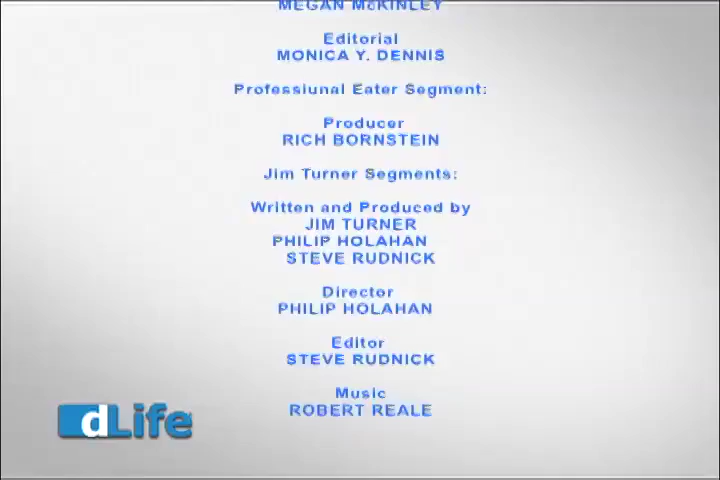 MEGAN McKINLEY
Editorial
MONICA Y. DENNIS
Professiunal Eater Segment:
Producer
RICH BORNSTEIN
Jim Turner Segments:
Written and Produced by
JIM TURNER
PHILIP HOLAHAN
STEVE RUDNICK
Director
PHILIP HOLAHAN
Editor
STEVE RUDNICK
Music
ROBERT REALE
dLife